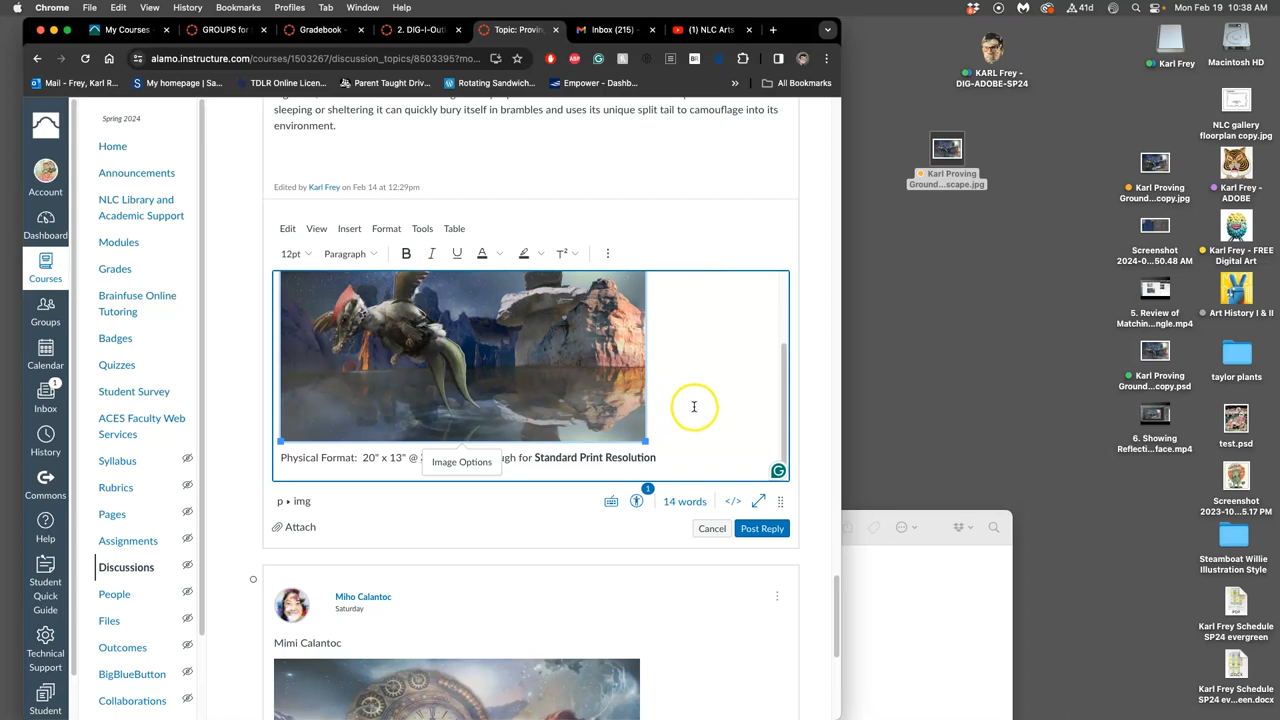 Chrome File Edit View History Bookmarks Profiles Tab Window Help
41d
Mon Feb 19 10:38 AM
My Courses
GROUPS for
Gradebook -
2. DIG-I-Outl
Topic: Provin
Inbox (215) -
(1) NLC Arts
alamo.instructure.com/courses/1503267/discussion_topics/8503395?mo...
Mail - Frey, Karl R...
My homepage | Sa...
TDLR Online Licen...
Parent Taught Driv...
Rotating Sandwich...
Empower - Dashb...
»
All Bookmarks
Account
Dashboard
Courses
Groups
Calendar
1
Inbox
History
Commons
Help
Student
Quick
Guide
Technical
Support
Student
Spring 2024
Home
Announcements
NLC Library and
Academic Support
Modules
Grades
Brainfuse Online
Tutoring
Badges
Quizzes
Student Survey
ACES Faculty Web
Services
Syllabus
Rubrics
Pages
Assignments
Discussions
People
Files
Outcomes
BigBlueButton
Collaborations
sleeping or sheltering it can quickly bury itself in brambles and uses its unique split tail to camouflage into its
environment.
Edited by Karl Frey on Feb 14 at 12:29pm
Edit View Insert Format Tools Table
12pt Paragraph B I U A T²
Physical Format: 20" x 13" @
ugh for Standard Print Resolution
Image Options
p ▸ img
1
14 words
</>
Attach
Cancel
Post Reply
Miho Calantoc
Saturday
Mimi Calantoc
KARL Frey -
DIG-ADOBE-SP24
Karl Proving
Ground...scape.jpg
Karl Frey
Macintosh HD
NLC gallery
floorplan copy.jpg
Karl Proving
Ground...copy.jpg
Karl Frey -
ADOBE
Screenshot
2024-0...50.48 AM
Karl Frey - FREE
Digital Art
5. Review of
Matchin...ngle.mp4
Art History I & II
Karl Proving
Ground...copy.psd
taylor plants
6. Showing
Reflecti...face.mp4
test.psd
Screenshot
2023-10...5.17 PM
Steamboat Willie
Illustration Style
PDF
Karl Frey Schedule
SP24 evergreen
Karl Frey Schedule
SP24 ev...een.docx